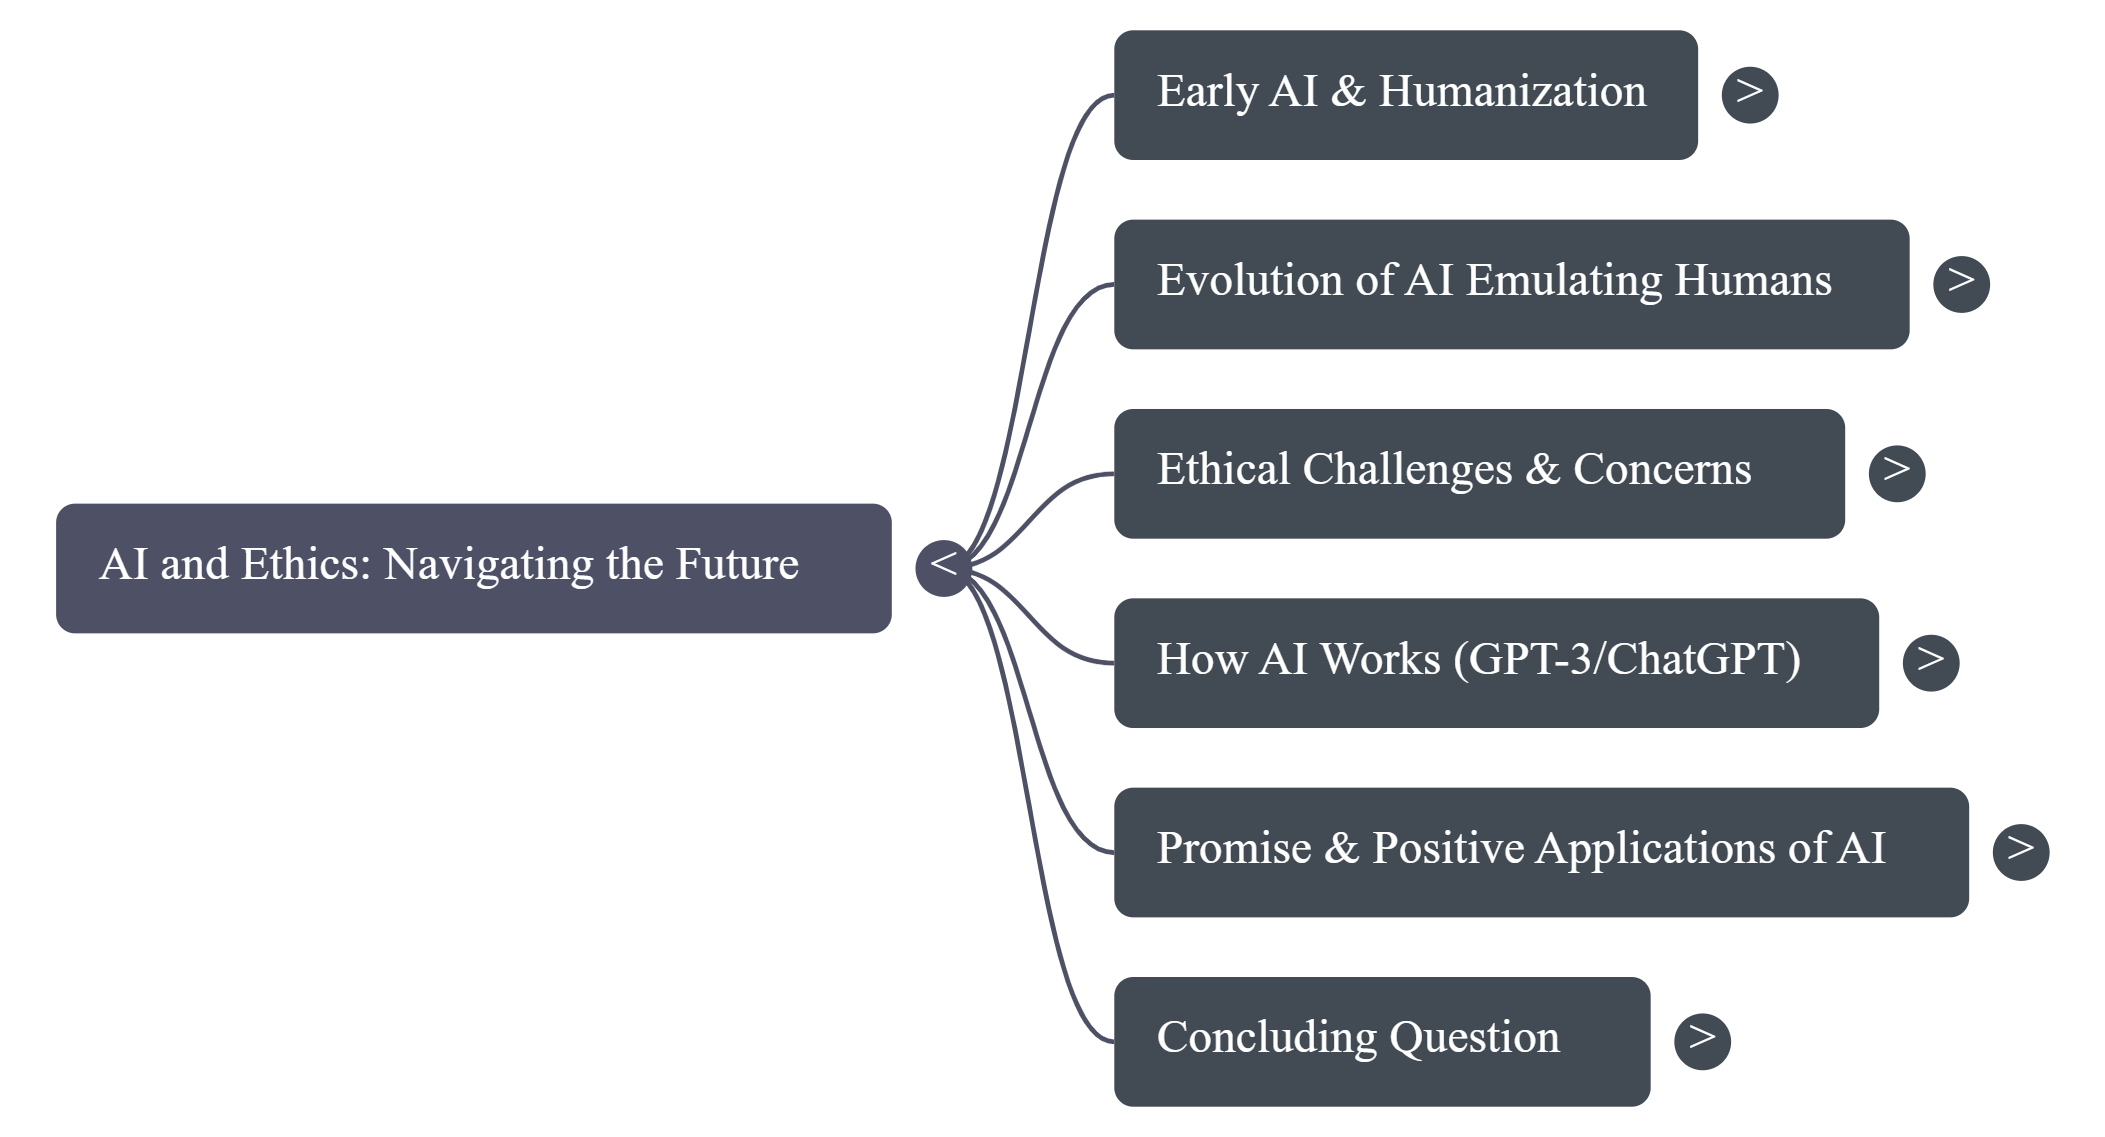 Early AI & Humanization >
Evolution of AI Emulating Humans >
Ethical Challenges & Concerns >
AI and Ethics: Navigating the Future <
How AI Works (GPT-3/ChatGPT) >
Promise & Positive Applications of AI >
Concluding Question >